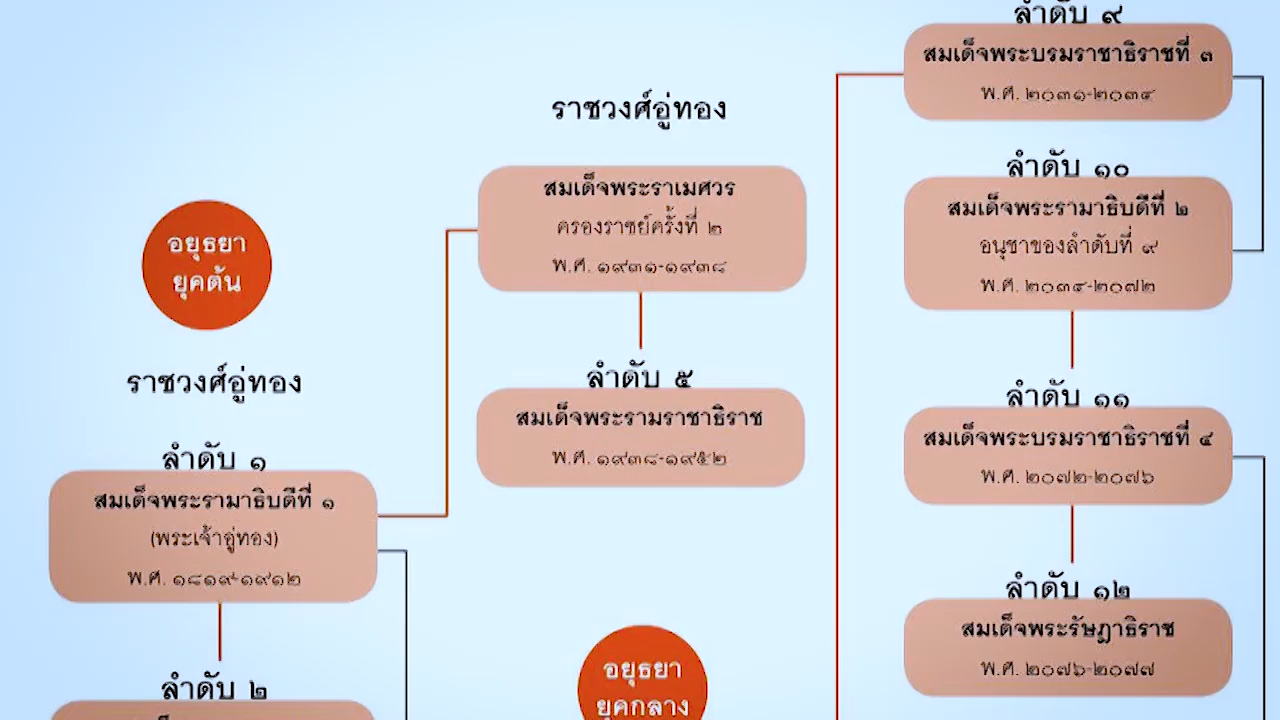 อยุธยา
ยุคต้น
ราชวงศ์อู่ทอง
ลำดับ ๑
สมเด็จพระรามาธิบดีที่ ๑
(พระเจ้าอู่ทอง)
พ.ศ. ๑๘๑๙-๑๙๑๒
ลำดับ ๒
ราชวงศ์อู่ทอง
สมเด็จพระราเมศวร
ครองราชย์ครั้งที่ ๒
พ.ศ. ๑๙๓๑-๑๙๓๘
ลำดับ ๕
สมเด็จพระรามราชาธิราช
พ.ศ. ๑๙๓๘-๑๙๕๒
อยุธยา
ยุคกลาง
ลำดับ ๙
สมเด็จพระบรมราชาธิราชที่ ๓
พ.ศ. ๒๐๓๑-๒๐๓๔
ลำดับ ๑๐
สมเด็จพระรามาธิบดีที่ ๒
อนุชาของลำดับที่ ๙
พ.ศ. ๒๐๓๔-๒๐๗๒
ลำดับ ๑๑
สมเด็จพระบรมราชาธิราชที่ ๔
พ.ศ. ๒๐๗๒-๒๐๗๖
ลำดับ ๑๒
สมเด็จพระรัษฎาธิราช
พ.ศ. ๒๐๗๖-๒๐๗๗